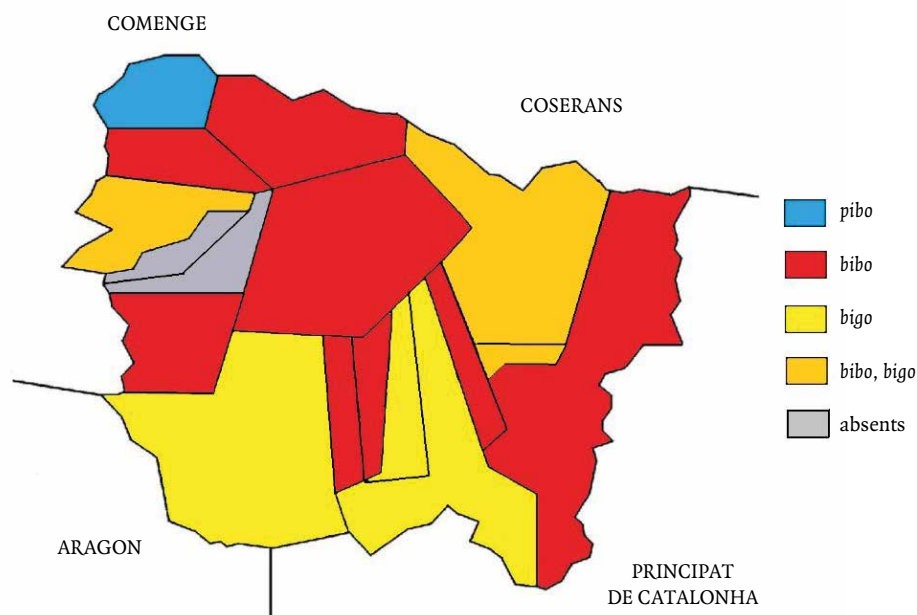 COMENGE
COSERANS
pibo
bibo
bigo
bibo, bigo
absents
ARAGON
PRINCIPAT
DE CATALONHA